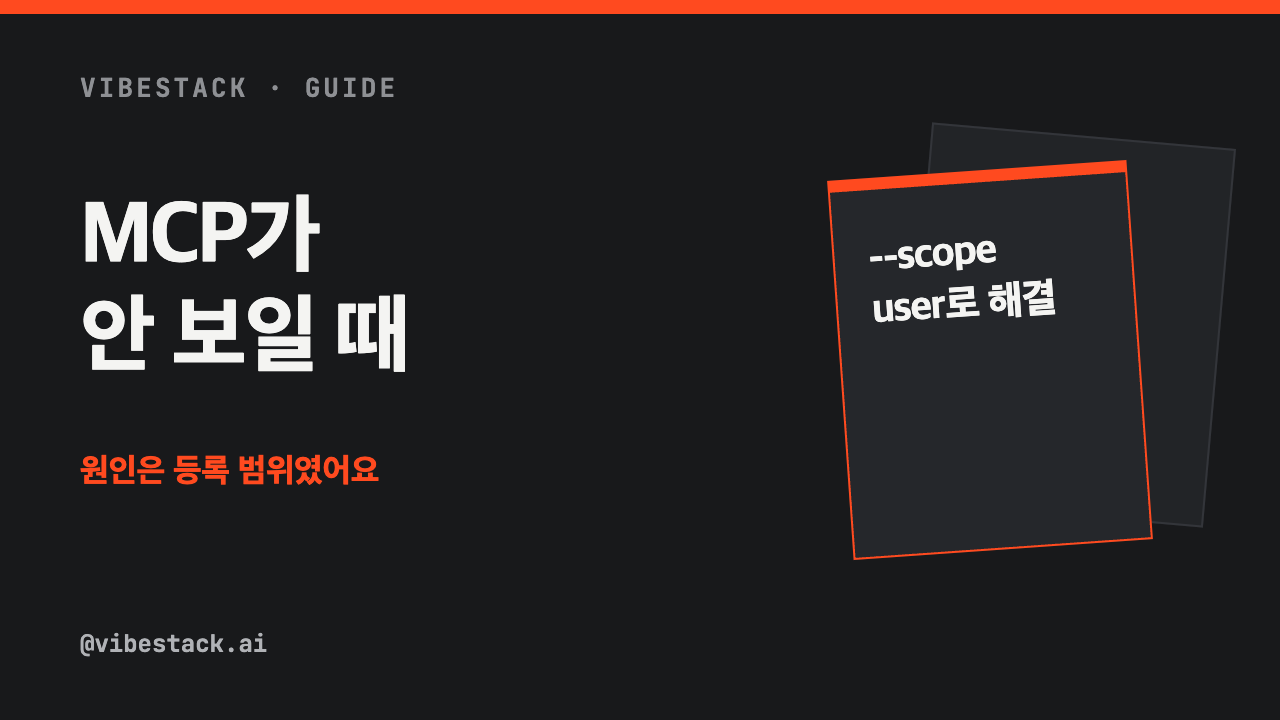 VIBESTACK · GUIDE
MCP가
안 보일 때
원인은 등록 범위였어요
--scope
user로 해결
@vibestack.ai